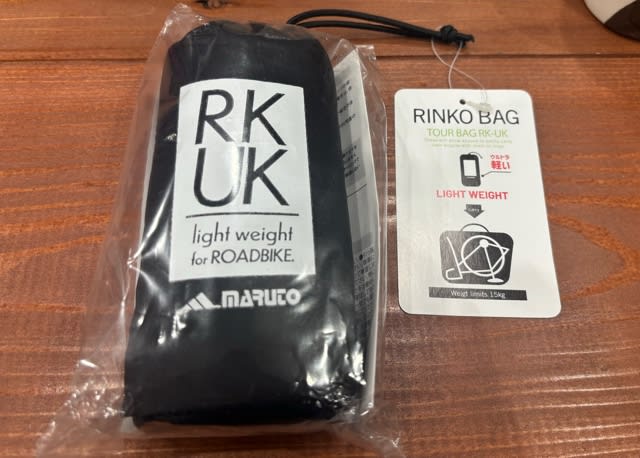 RK
UK
light weight
for ROADBIKE.
MARUTO
RINKO BAG
TOUR BAG RK-UK
ウルトラ
軽い
LIGHT WEIGHT
Weigt limits 15kg